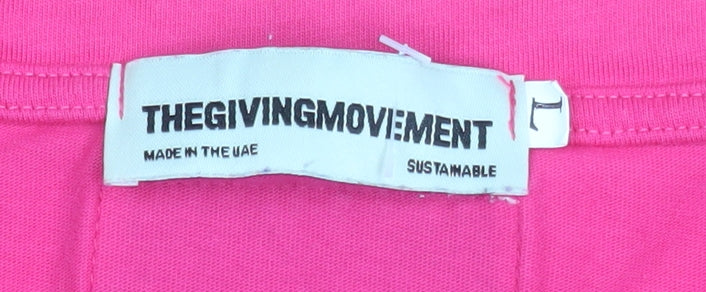 THEGIVINGMOVEMENT
MADE IN THE UAE
SUSTAINABLE
L